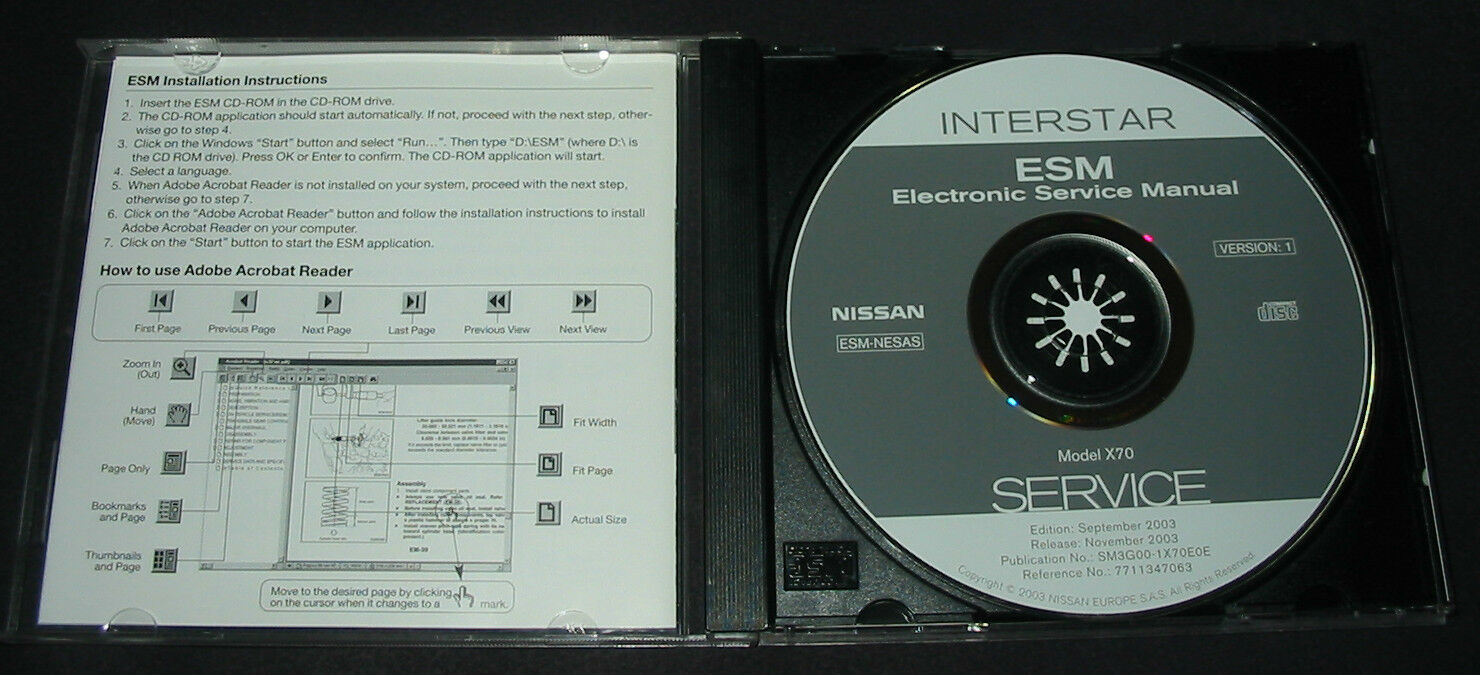 ESM Installation Instructions
1. Insert the ESM CD-ROM in the CD-ROM drive.
2. The CD-ROM application should start automatically. If not, proceed with the next step, other-
wise go to step 4.
3. Click on the Windows "Start" button and select "Run...". Then type "D:\ESM" (where D:\ is
the CD ROM drive). Press OK or Enter to confirm. The CD-ROM application will start.
4. Select a language.
5. When Adobe Acrobat Reader is not installed on your system, proceed with the next step,
otherwise go to step 7.
6. Click on the "Adobe Acrobat Reader" button and follow the installation instructions to install
Adobe Acrobat Reader on your computer.
7. Click on the "Start" button to start the ESM application.
How to use Adobe Acrobat Reader
First Page
Previous Page
Next Page
Last Page
Previous View
Next View
Zoom In
(Out)
Hand
(Move)
Page Only
Bookmarks
and Page
Thumbnails
and Page
Fit Width
Fit Page
Actual Size
Assembly
EM-39
Move to the desired page by clicking
on the cursor when it changes to a mark.
INTERSTAR
ESM
Electronic Service Manual
VERSION: 1
NISSAN
ESM-NESAS
disc
Model X70
SERVICE
Edition: September 2003
Release: November 2003
Publication No.: SM3G00-1X70E0E
Reference No.: 7711347063
Copyright © 2003 NISSAN EUROPE S.A.S. All Rights Reserved.